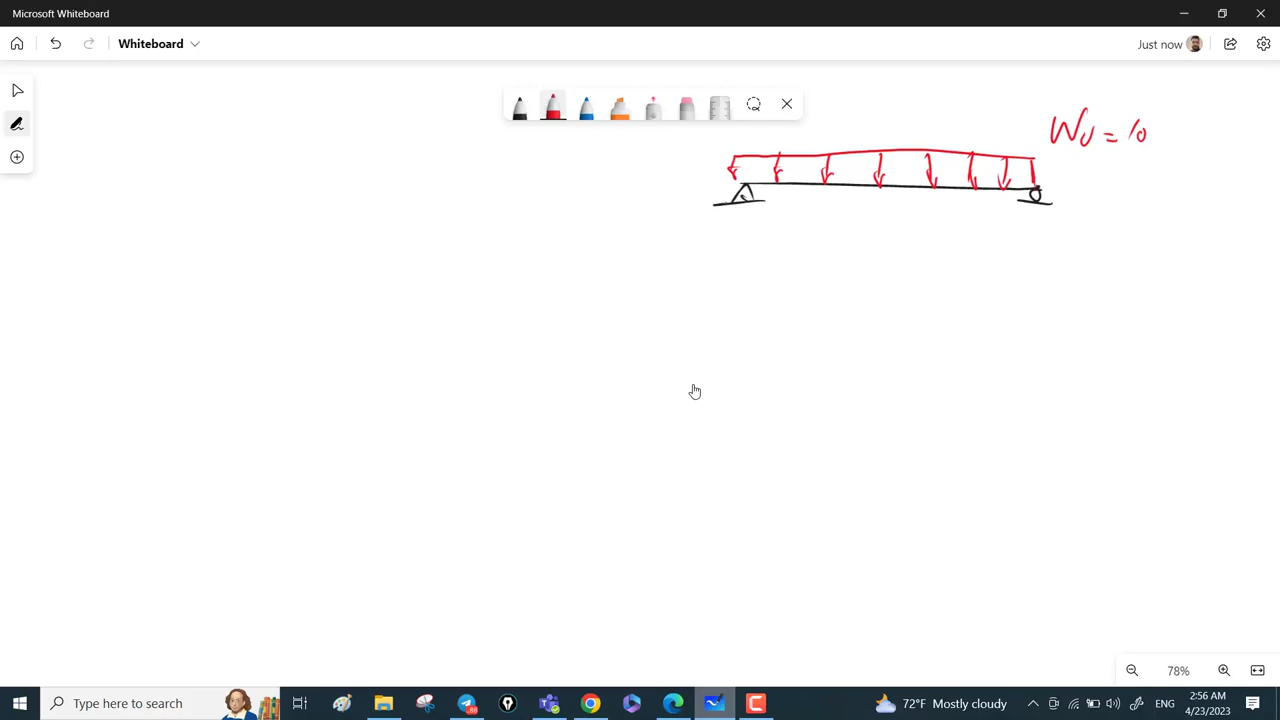 Microsoft Whiteboard
Whiteboard
Just now
Wu = 10
78%
Type here to search
72°F Mostly cloudy
ENG
2:56 AM
4/23/2023